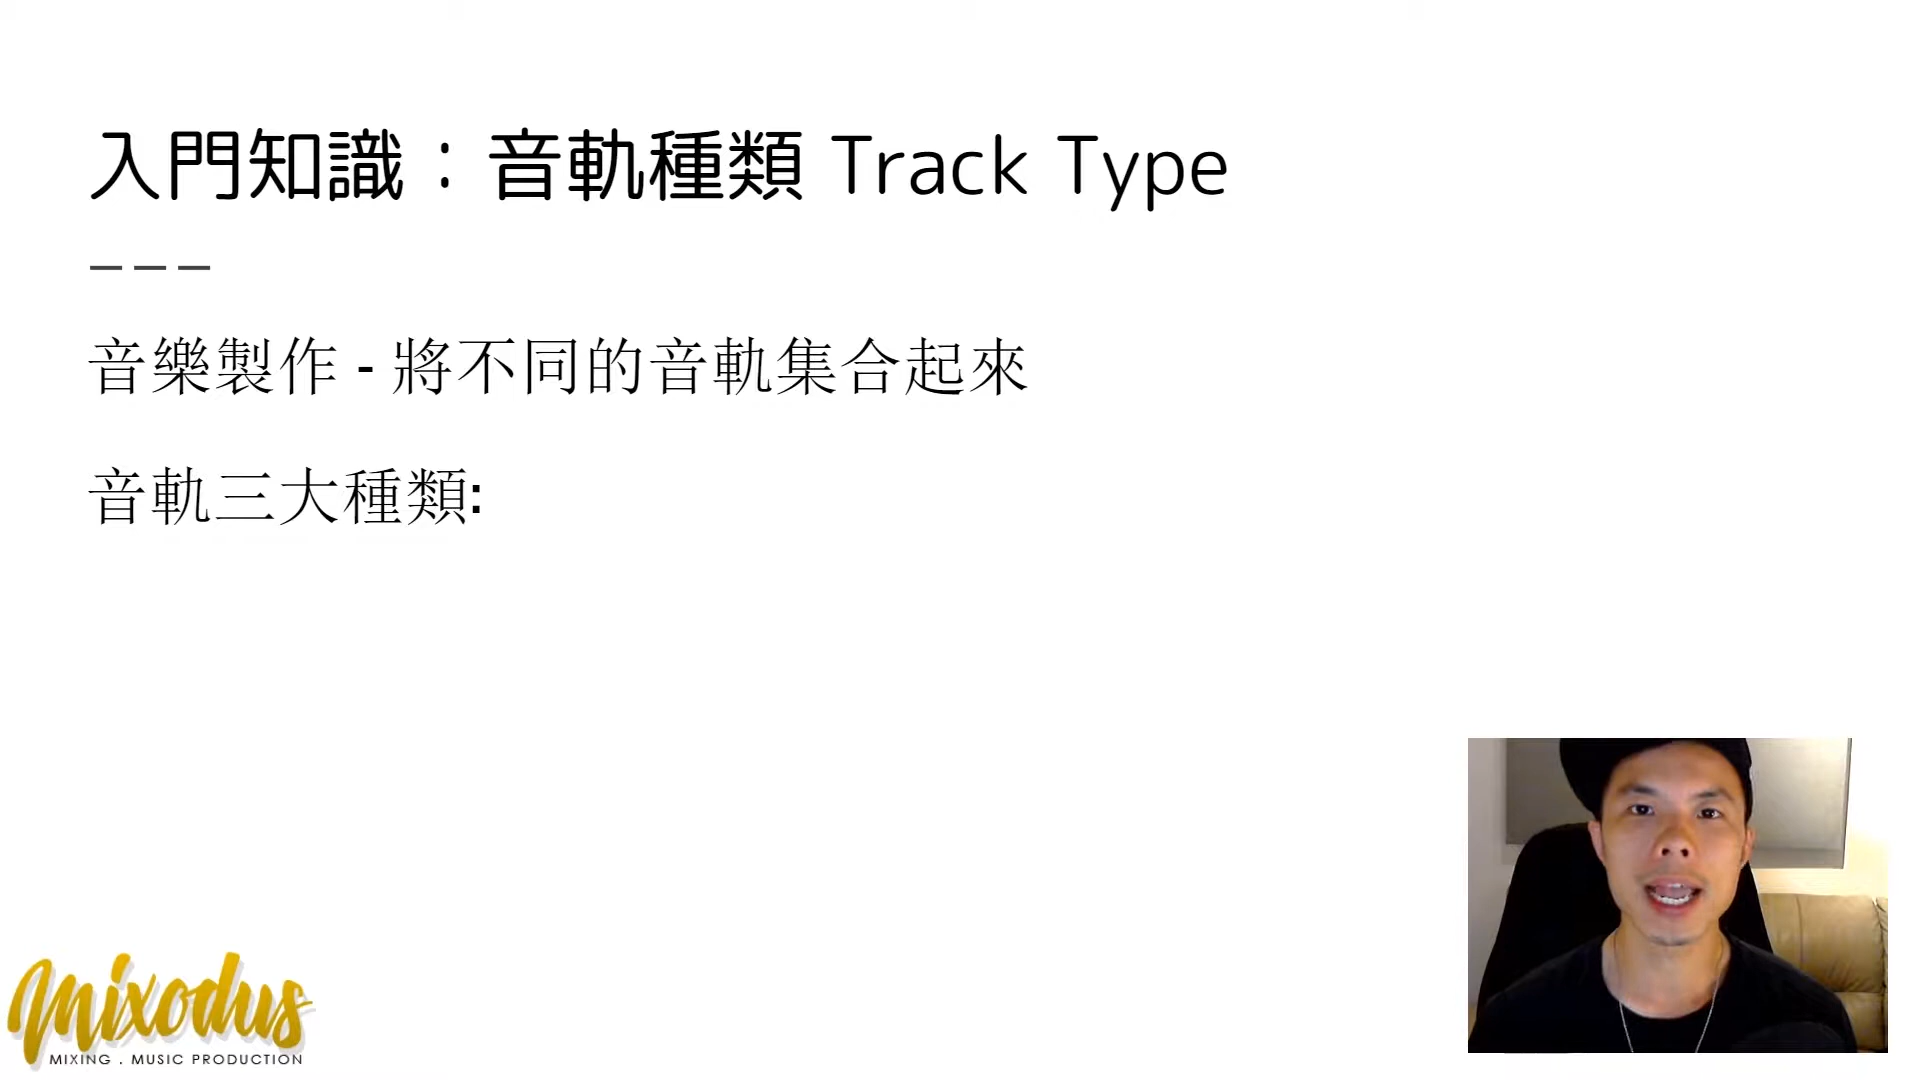 入門知識：音軌種類 Track Type
音樂製作 - 將不同的音軌集合起來
音軌三大種類:
Mixodus
MIXING . MUSIC PRODUCTION